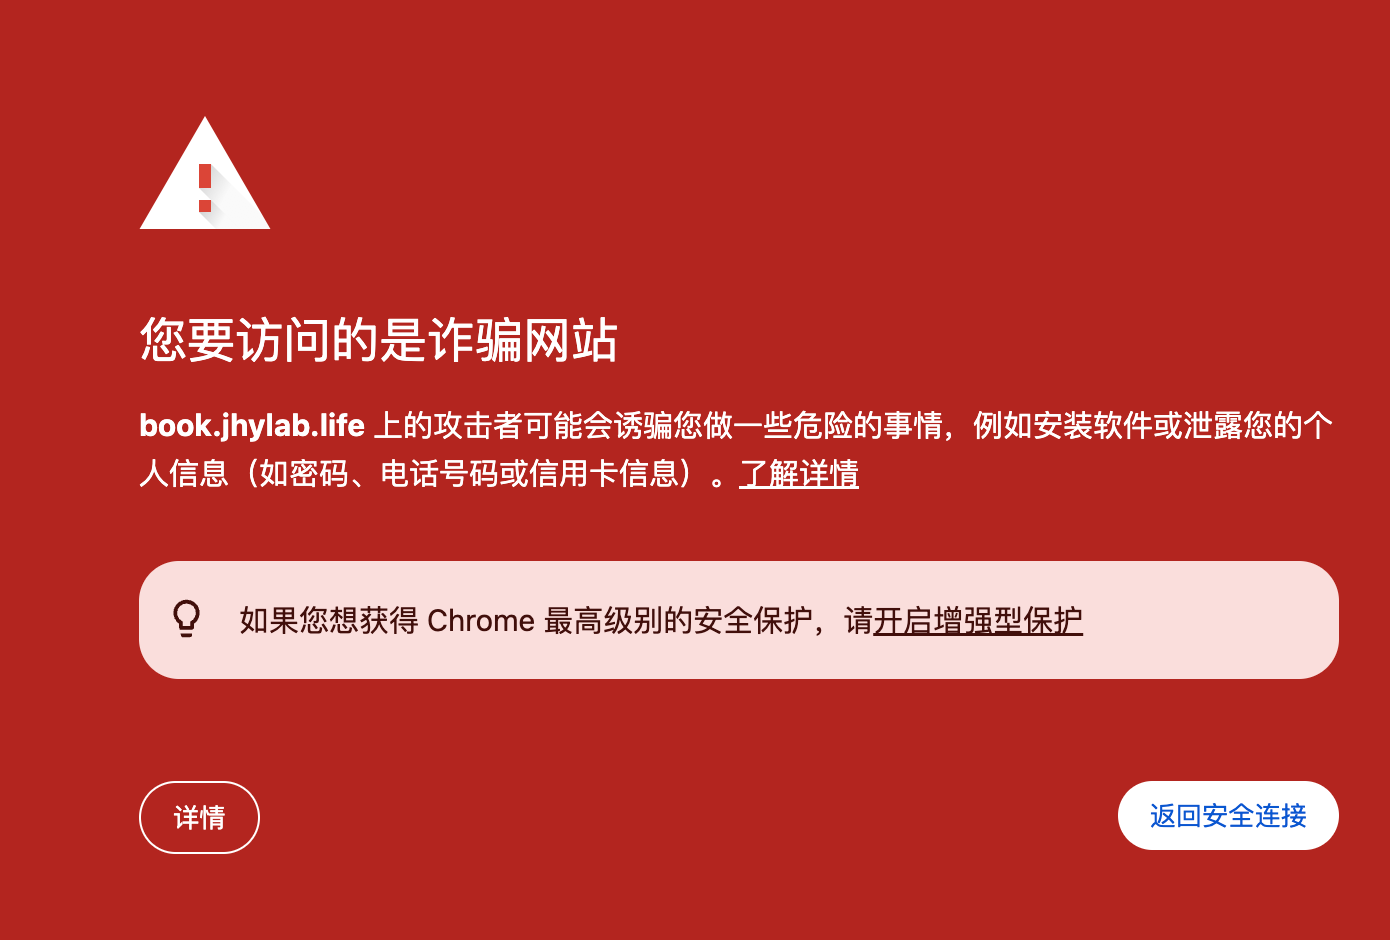 您要访问的是诈骗网站
book.jhylab.life 上的攻击者可能会诱骗您做一些危险的事情，例如安装软件或泄露您的个
人信息（如密码、电话号码或信用卡信息）。了解详情
如果您想获得 Chrome 最高级别的安全保护，请开启增强型保护
详情
返回安全连接